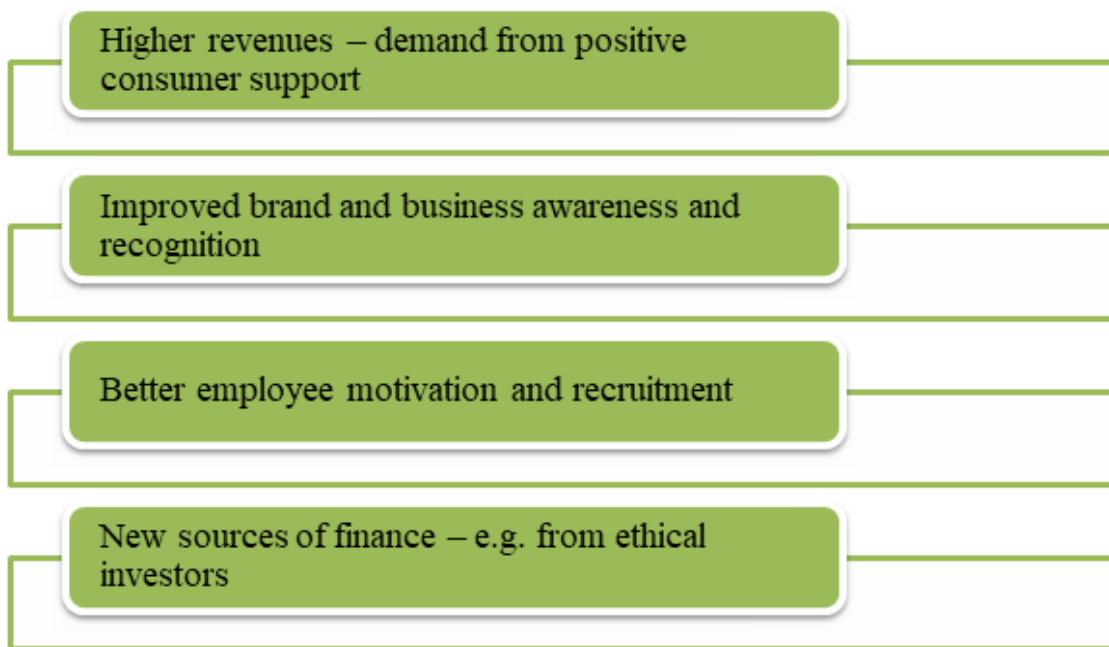 Higher revenues – demand from positive
consumer support
Improved brand and business awareness and
recognition
Better employee motivation and recruitment
New sources of finance – e.g. from ethical
investors